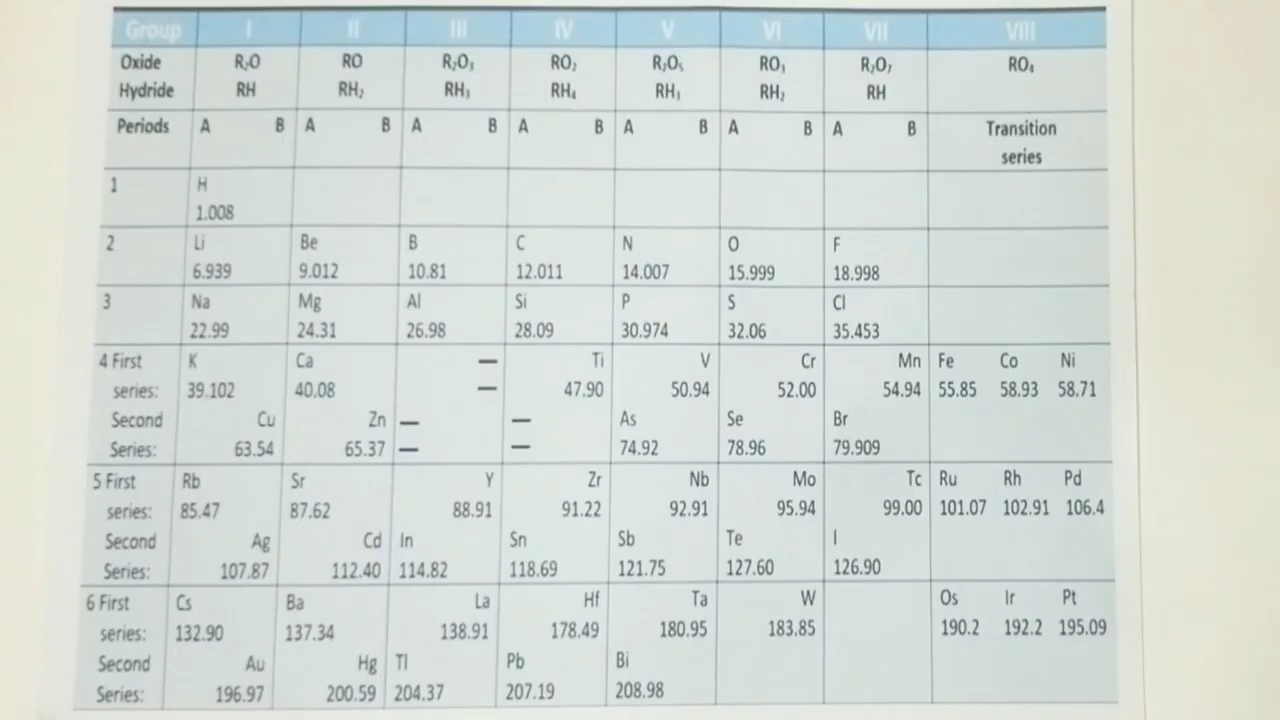 Group I II III IV V VI VII VIII
Oxide R₂O RO R₂O₃ RO₂ R₂O₅ RO₃ R₂O₇ RO₄
Hydride RH RH₂ RH₃ RH₄ RH₃ RH₂ RH
Periods A B A B A B A B A B A B A B Transition
series
1 H
1.008
2 Li Be B C N O F
6.939 9.012 10.81 12.011 14.007 15.999 18.998
3 Na Mg Al Si P S Cl
22.99 24.31 26.98 28.09 30.974 32.06 35.453
4 First K Ca — Ti V Cr Mn Fe Co Ni
series: 39.102 40.08 — 47.90 50.94 52.00 54.94 55.85 58.93 58.71
Second Cu Zn — — As Se Br
Series: 63.54 65.37 — — 74.92 78.96 79.909
5 First Rb Sr Y Zr Nb Mo Tc Ru Rh Pd
series: 85.47 87.62 88.91 91.22 92.91 95.94 99.00 101.07 102.91 106.4
Second Ag Cd In Sn Sb Te I
Series: 107.87 112.40 114.82 118.69 121.75 127.60 126.90
6 First Cs Ba La Hf Ta W Os Ir Pt
series: 132.90 137.34 138.91 178.49 180.95 183.85 190.2 192.2 195.09
Second Au Hg Tl Pb Bi
Series: 196.97 200.59 204.37 207.19 208.98